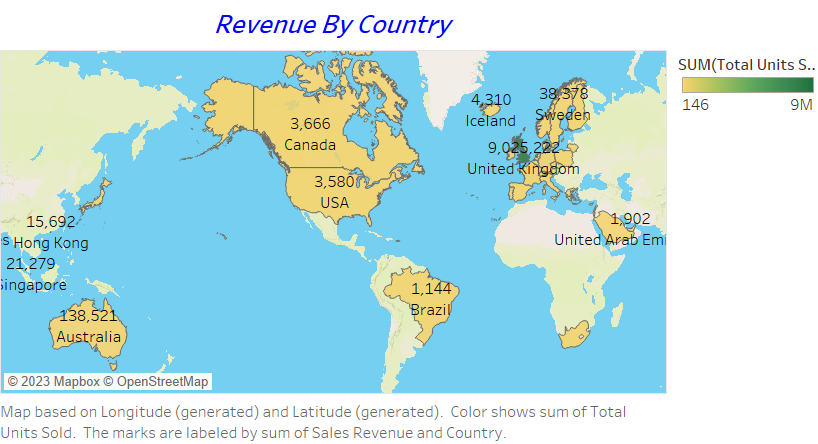 Revenue By Country
SUM(Total Units S..
146 9M
4,310
Iceland
38,378
Sweden
3,666
Canada
9,025,222
United Kingdom
3,580
USA
15,692
s Hong Kong
1,902
United Arab Emi
21,279
Singapore
1,144
Brazil
138,521
Australia
© 2023 Mapbox © OpenStreetMap
Map based on Longitude (generated) and Latitude (generated).  Color shows sum of Total
Units Sold.  The marks are labeled by sum of Sales Revenue and Country.